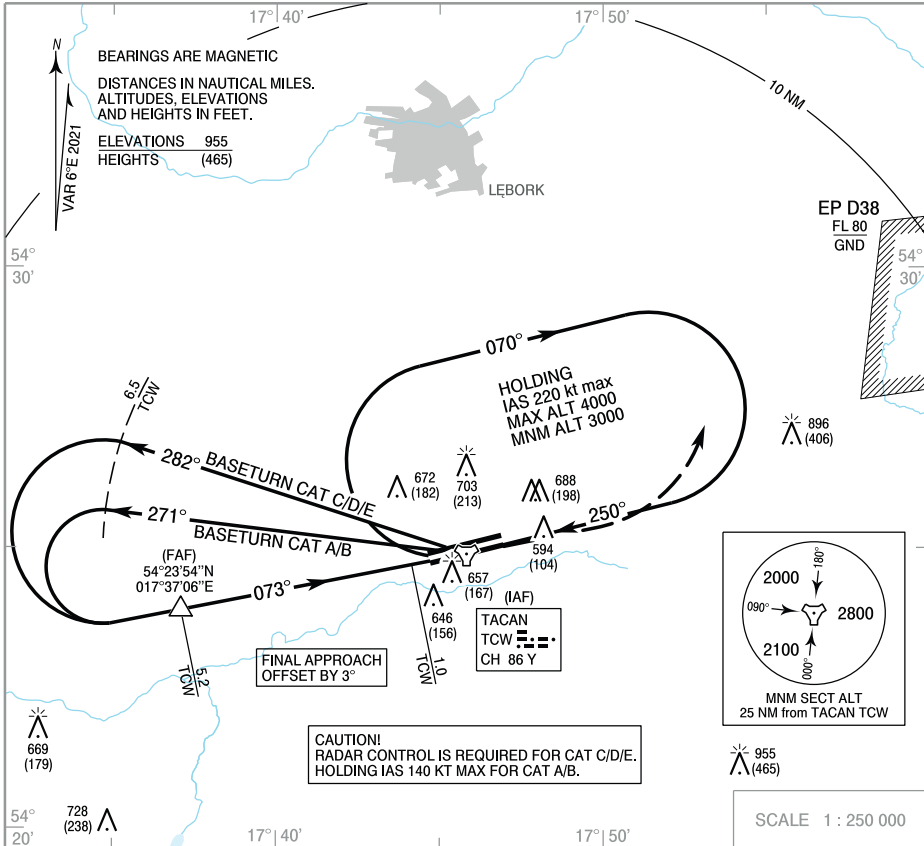 17° 40'
17° 50'
N
VAR 6°E 2021
BEARINGS ARE MAGNETIC
DISTANCES IN NAUTICAL MILES.
ALTITUDES, ELEVATIONS
AND HEIGHTS IN FEET.
ELEVATIONS 955
HEIGHTS (465)
10 NM
LĘBORK
EP D38
FL 80
GND
54°
30'
54°
30'
070°
HOLDING
IAS 220 kt max
MAX ALT 4000
MNM ALT 3000
6.5
TCW
282° BASETURN CAT C/D/E
271°
BASETURN CAT A/B
672
(182)
703
(213)
688
(198)
896
(406)
250°
594
(104)
(FAF)
54°23'54"N
017°37'06"E
073°
657
(167)
646
(156)
(IAF)
TACAN
TCW
CH 86 Y
5.2
TCW
1.0
TCW
FINAL APPROACH
OFFSET BY 3°
2000
180°
090°
2800
2100
000°
MNM SECT ALT
25 NM from TACAN TCW
669
(179)
CAUTION!
RADAR CONTROL IS REQUIRED FOR CAT C/D/E.
HOLDING IAS 140 KT MAX FOR CAT A/B.
955
(465)
728
(238)
54°
20'
17° 40'
17° 50'
SCALE 1 : 250 000